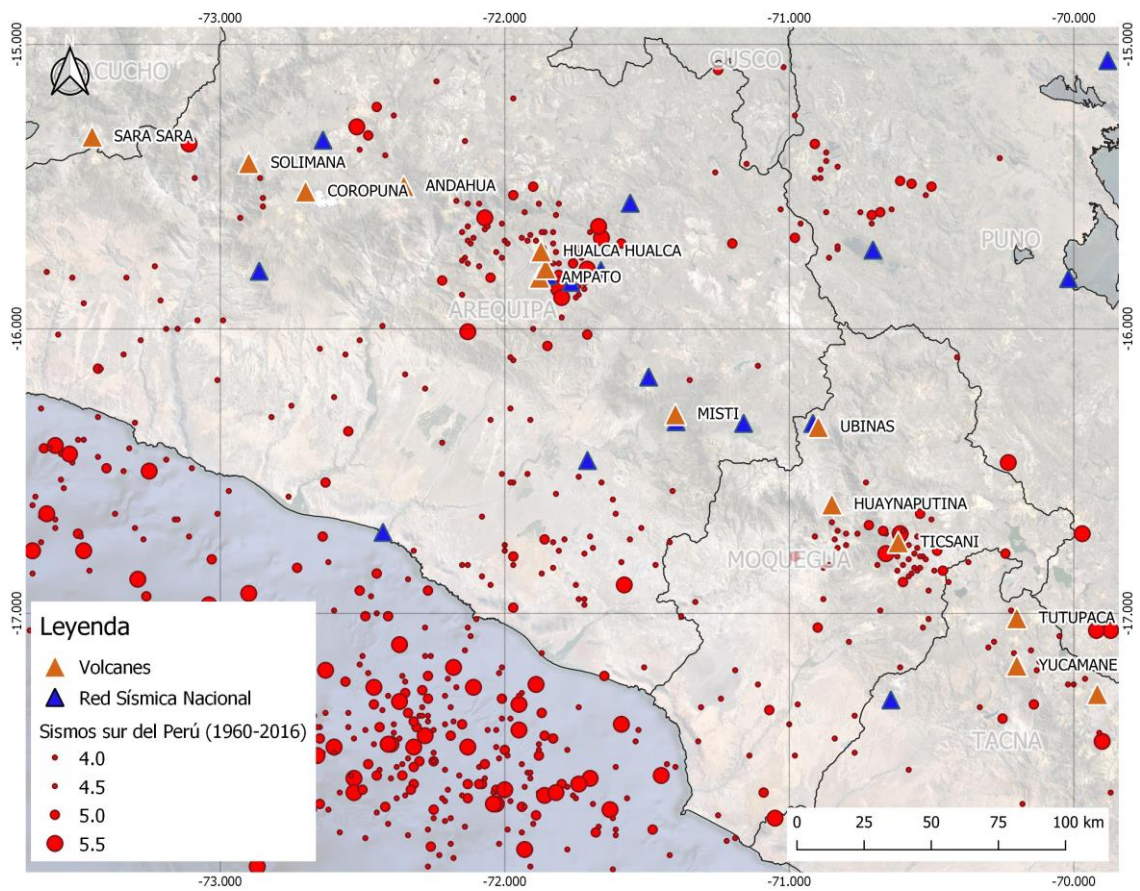 -73.000
-72.000
-71.000
-70.000
-15.000
-15.000
N
CUCHO
CUSCO
SARA SARA
SOLIMANA
COROPUNA
ANDAHUA
PUNO
HUALCA HUALCA
AMPATO
AREQUIPA
-16.000
-16.000
MISTI
UBINAS
HUAYNAPUTINA
TICSANI
MOQUEGUA
-17.000
-17.000
TUTUPACA
YUCAMANE
TACNA
Leyenda
Volcanes
Red Sísmica Nacional
Sismos sur del Perú (1960-2016)
4.0
4.5
5.0
5.5
0 25 50 75 100 km
-73.000
-72.000
-71.000
-70.000